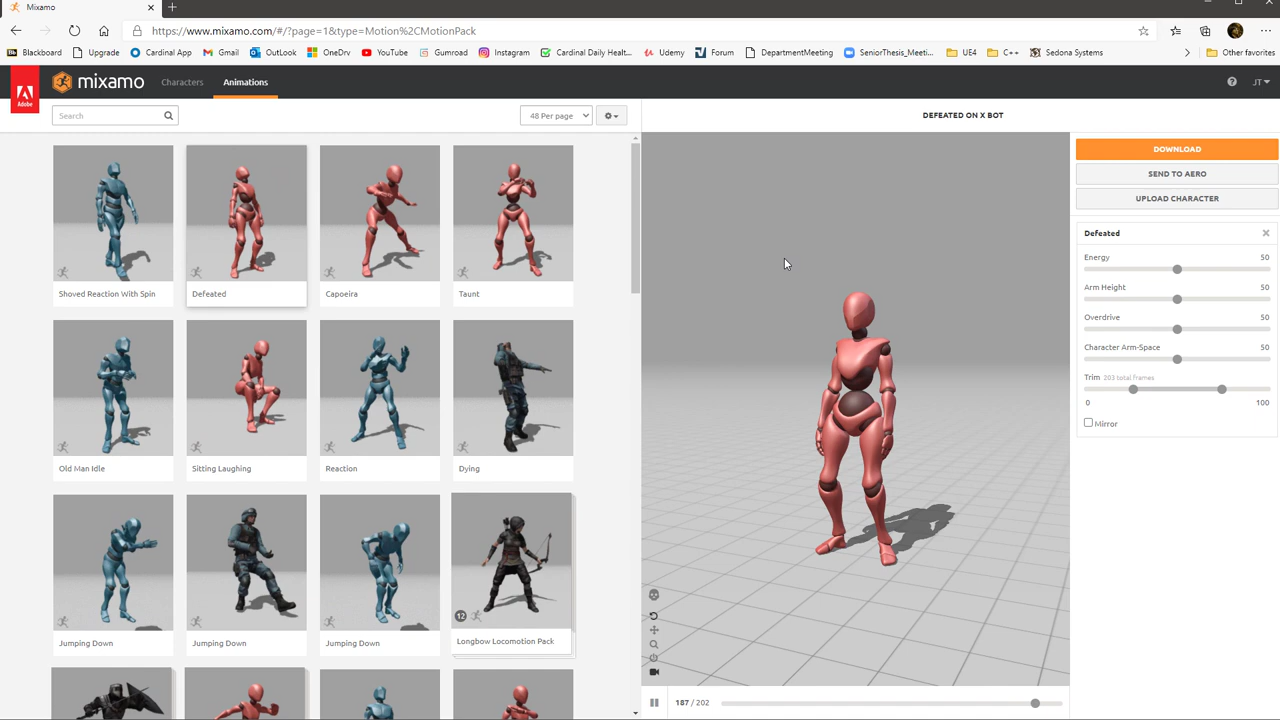 Mixamo
https://www.mixamo.com/#/?page=1&type=Motion%2CMotionPack
Blackboard Upgrade Cardinal App Gmail OutLook OneDrv YouTube Gumroad Instagram Cardinal Daily Healt... Udemy Forum DepartmentMeeting SeniorThesis_Meetin... UE4 C++ Sedona Systems Other favorites
Adobe
mixamo Characters Animations JT
Search 48 Per page
DEFEATED ON X BOT
Shoved Reaction With Spin Defeated Capoeira Taunt
Old Man Idle Sitting Laughing Reaction Dying
12
Jumping Down Jumping Down Jumping Down Longbow Locomotion Pack
187 / 202
DOWNLOAD
SEND TO AERO
UPLOAD CHARACTER
Defeated
Energy 50
Arm Height 50
Overdrive 50
Character Arm-Space 50
Trim 203 total frames
0 100
Mirror